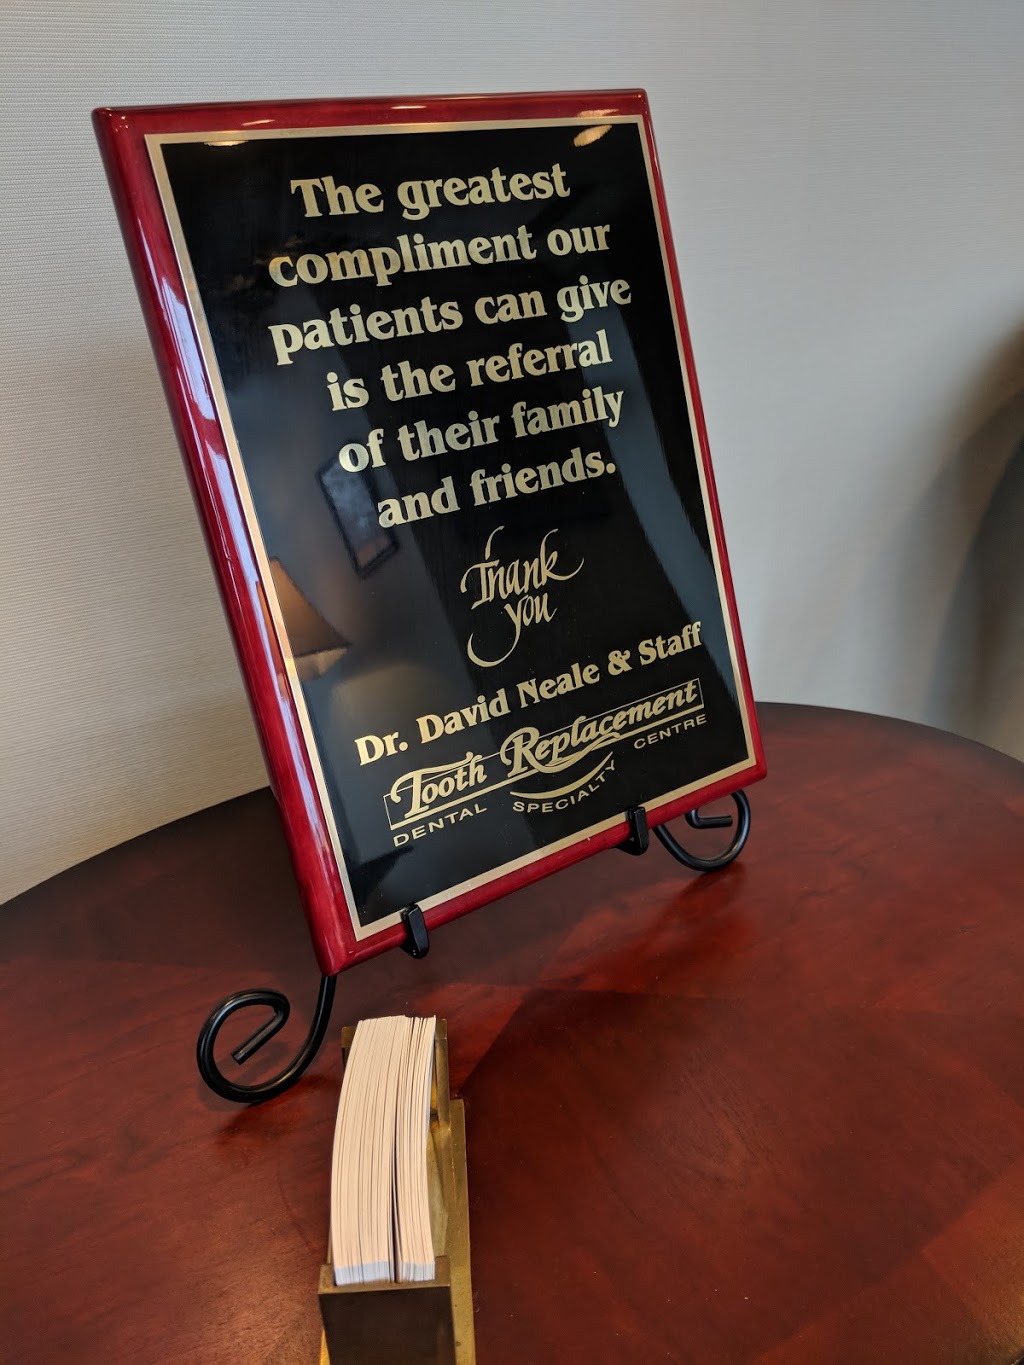 The greatest
compliment our
patients can give
is the referral
of their family
and friends.
Thank
you
Dr. David Neale & Staff
Tooth Replacement
DENTAL SPECIALTY CENTRE